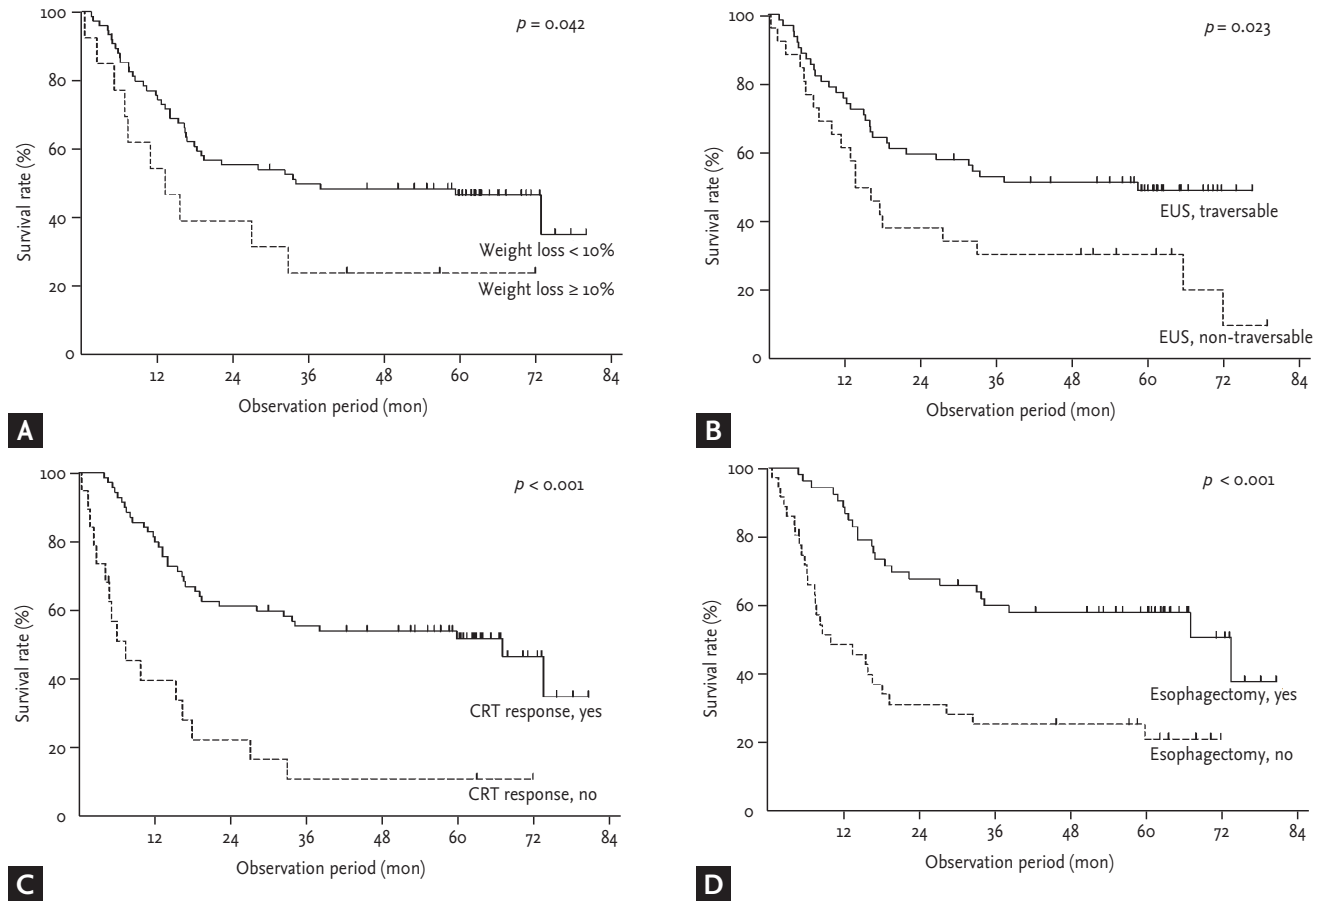 p = 0.042
100
80
60
40
20
0
Survival rate (%)
Weight loss < 10%
Weight loss ≥ 10%
12 24 36 48 60 72 84
Observation period (mon)
A
p = 0.023
100
80
60
40
20
0
Survival rate (%)
EUS, traversable
EUS, non-traversable
12 24 36 48 60 72 84
Observation period (mon)
B
p < 0.001
100
80
60
40
20
0
Survival rate (%)
CRT response, yes
CRT response, no
12 24 36 48 60 72 84
Observation period (mon)
C
p < 0.001
100
80
60
40
20
0
Survival rate (%)
Esophagectomy, yes
Esophagectomy, no
12 24 36 48 60 72 84
Observation period (mon)
D